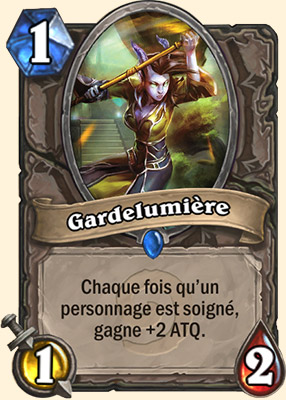 1
Gardelumière
Chaque fois qu'un
personnage est soigné,
gagne +2 ATQ.
1
2